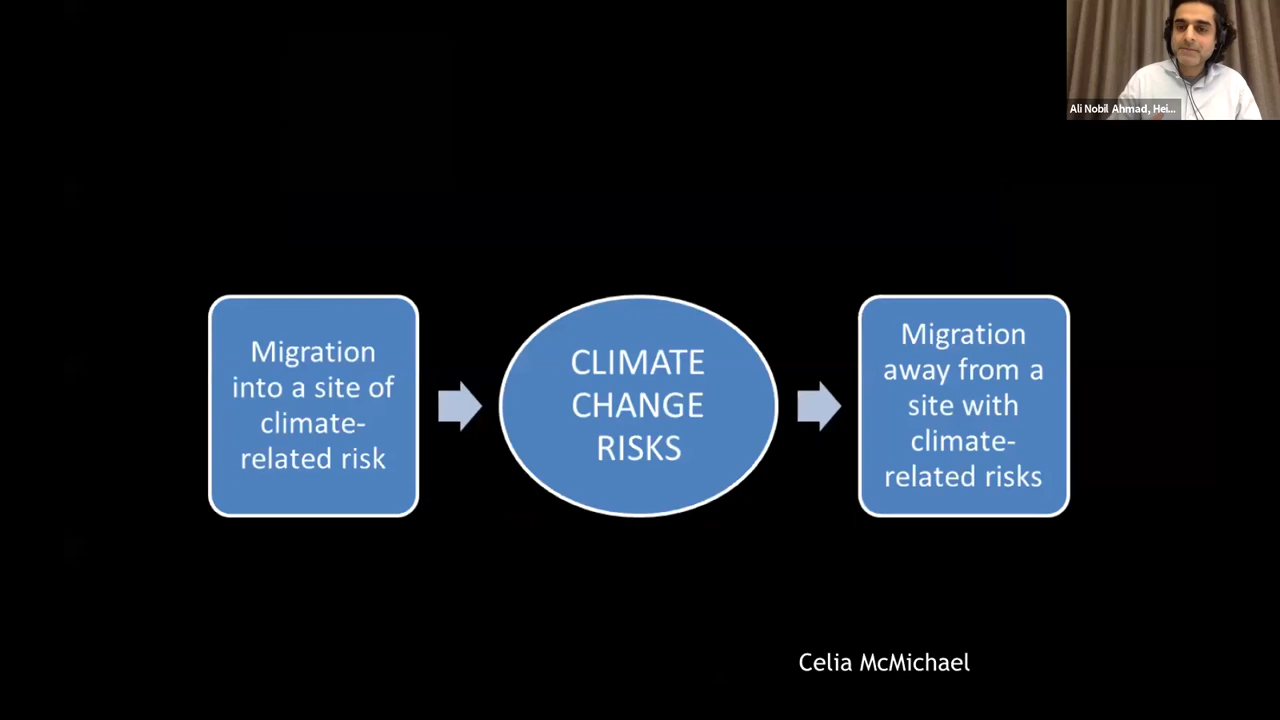 Ali Nobil Ahmad, Hei...
Migration
into a site of
climate-
related risk
CLIMATE
CHANGE
RISKS
Migration
away from a
site with
climate-
related risks
Celia McMichael